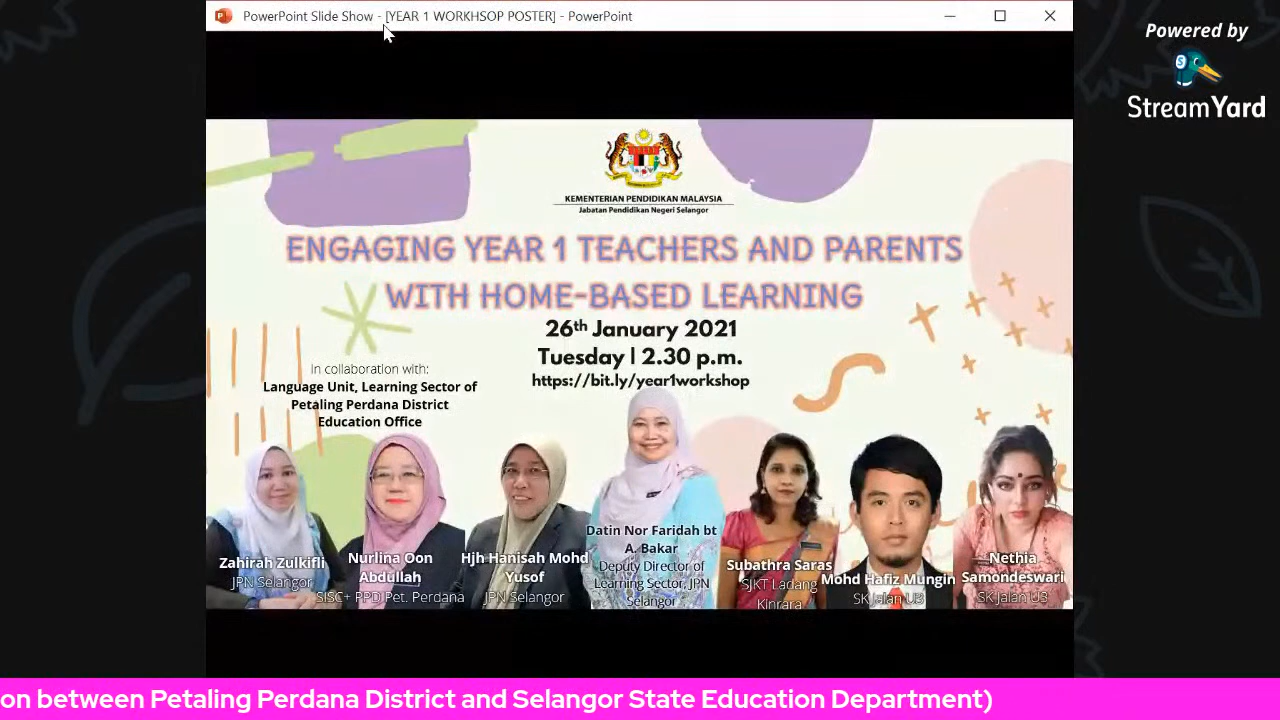 PowerPoint Slide Show - [YEAR 1 WORKHSOP POSTER] - PowerPoint
Powered by
StreamYard
KEMENTERIAN PENDIDIKAN MALAYSIA
Jabatan Pendidikan Negeri Selangor
ENGAGING YEAR 1 TEACHERS AND PARENTS
WITH HOME-BASED LEARNING
26th January 2021
Tuesday | 2.30 p.m.
https://bit.ly/year1workshop
In collaboration with:
Language Unit, Learning Sector of
Petaling Perdana District
Education Office
Zahirah Zulkifli
JPN Selangor
Nurlina Oon
Abdullah
SISC+ PPD Pet. Perdana
Hjh Hanisah Mohd
Yusof
JPN Selangor
Datin Nor Faridah bt
A. Bakar
Deputy Director of
Learning Sector, JPN
Selangor
Subathra Saras
SJKT Ladang
Kinrara
Mohd Hafiz Mungin
SK Jalan U3
Nethia
Samondeswari
SK Jalan U3
on between Petaling Perdana District and Selangor State Education Department)